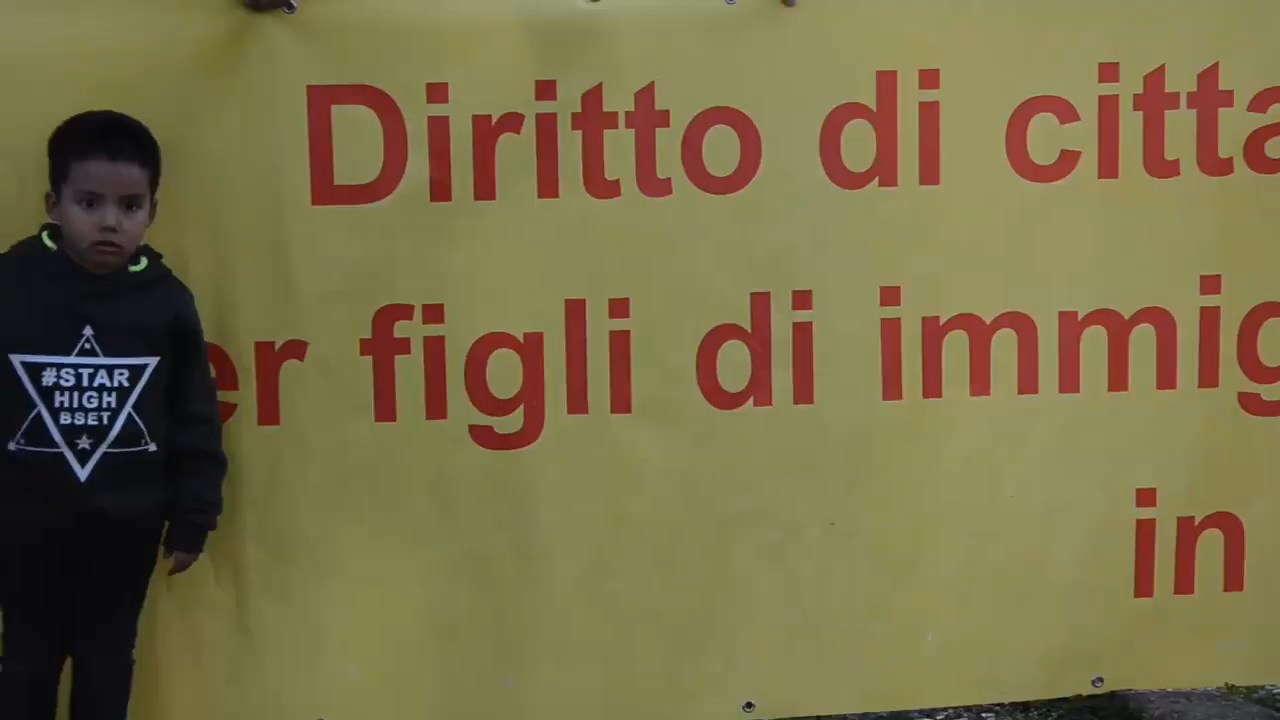 Diritto di citta
er figli di immig
in
#STAR
HIGH
BSET